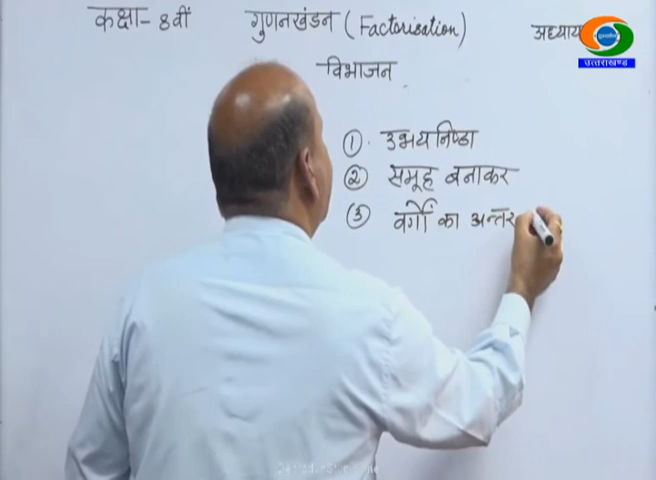 कक्षा- 8वीं गुणनखंडन (Factorisation) अध्याय
विभाजन
① उभयनिष्ठा
② समूह बनाकर
③ वर्गों का अन्तर
उत्तराखण्ड